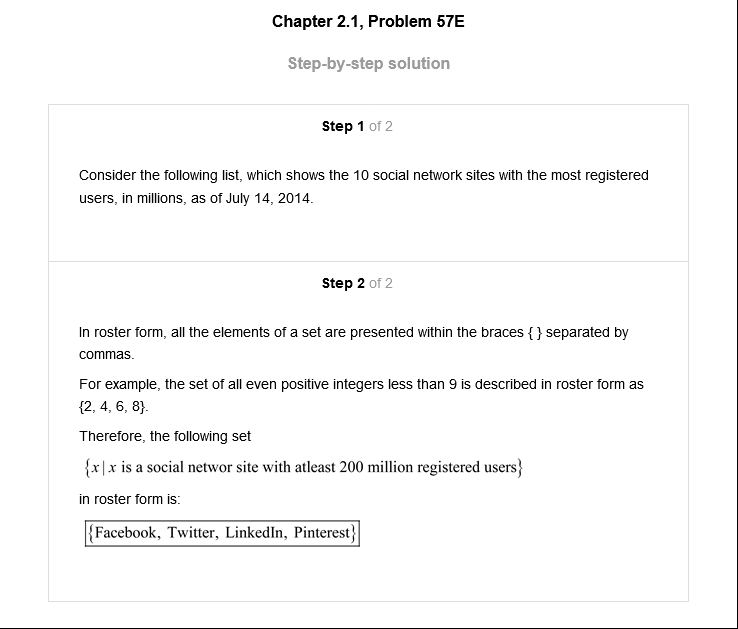 Chapter 2.1, Problem 57E
Step-by-step solution
Step 1 of 2
Consider the following list, which shows the 10 social network sites with the most registered
users, in millions, as of July 14, 2014.
Step 2 of 2
In roster form, all the elements of a set are presented within the braces { } separated by
commas.
For example, the set of all even positive integers less than 9 is described in roster form as
{2, 4, 6, 8}.
Therefore, the following set
{x | x is a social networ site with atleast 200 million registered users}
in roster form is:
{Facebook, Twitter, LinkedIn, Pinterest}